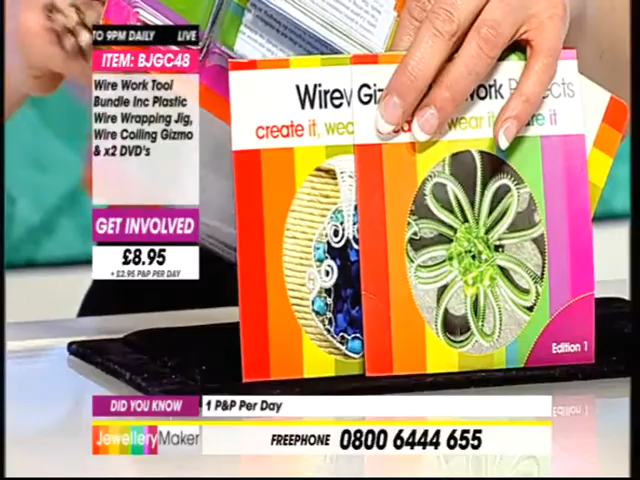 TO 9PM DAILY LIVE
ITEM: BJGC48
Wire Work Tool
Bundle Inc Plastic
Wire Wrapping Jig,
Wire Coiling Gizmo
& x2 DVD's
GET INVOLVED
£8.95
+ £2.95 P&P PER DAY
Wirew
create it, wea
Giz
work
wear it
it
Edition 1
DID YOU KNOW
1 P&P Per Day
JewelleryMaker
FREEPHONE 0800 6444 655